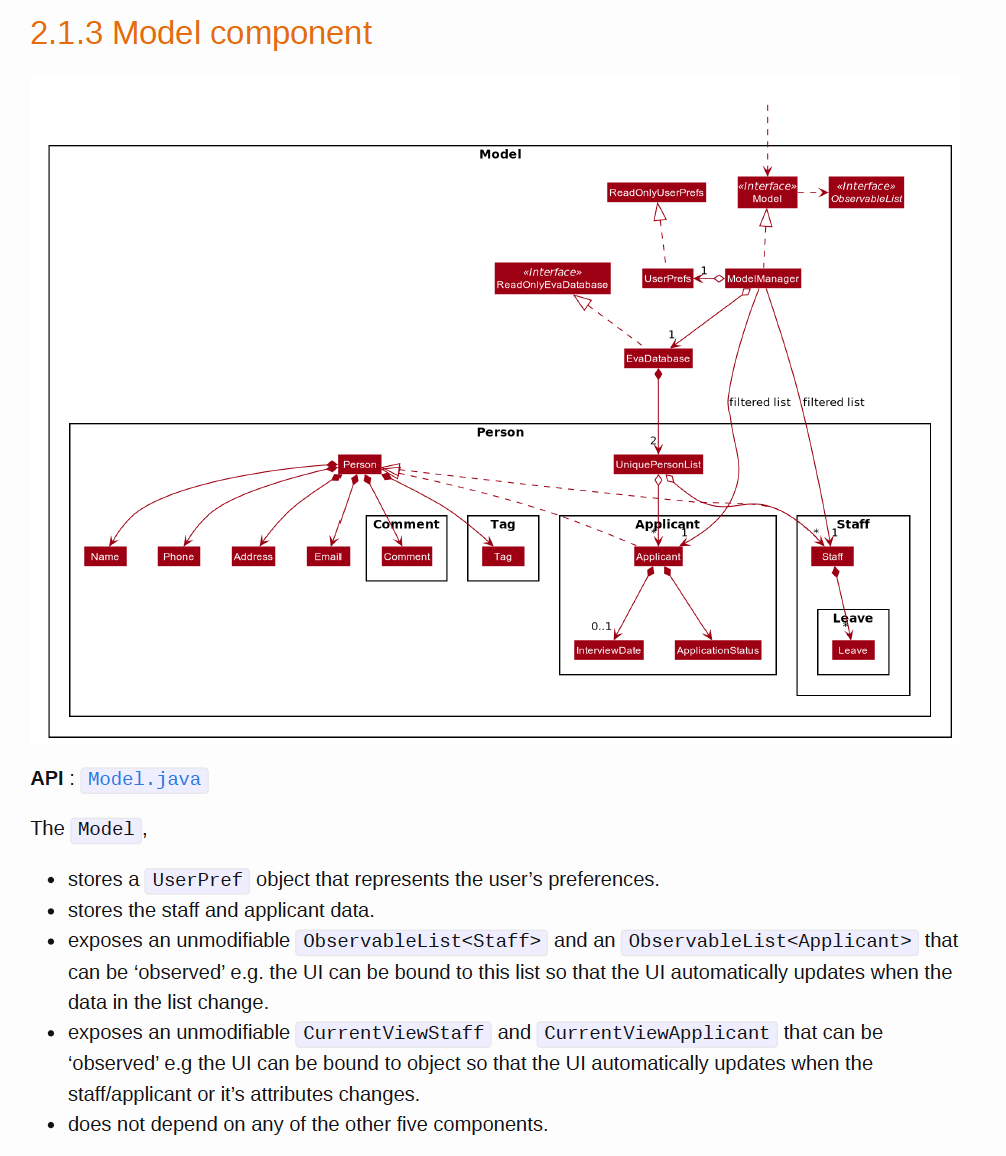 2.1.3 Model component
Model
ReadOnlyUserPrefs
«Interface»
Model
«Interface»
ObservableList
«Interface»
ReadOnlyEvaDatabase
UserPrefs
1
ModelManager
1
EvaDatabase
filtered list
filtered list
Person
2
Person
UniquePersonList
Comment
Tag
Applicant
Staff
*
1
*
1
Name
Phone
Address
Email
Comment
Tag
Applicant
Staff
0..1
Leave
*
InterviewDate
ApplicationStatus
Leave
API : Model.java
The Model,
• stores a UserPref object that represents the user’s preferences.
• stores the staff and applicant data.
• exposes an unmodifiable ObservableList<Staff> and an ObservableList<Applicant> that
can be ‘observed’ e.g. the UI can be bound to this list so that the UI automatically updates when the
data in the list change.
• exposes an unmodifiable CurrentViewStaff and CurrentViewApplicant that can be
‘observed’ e.g the UI can be bound to object so that the UI automatically updates when the
staff/applicant or it’s attributes changes.
• does not depend on any of the other five components.